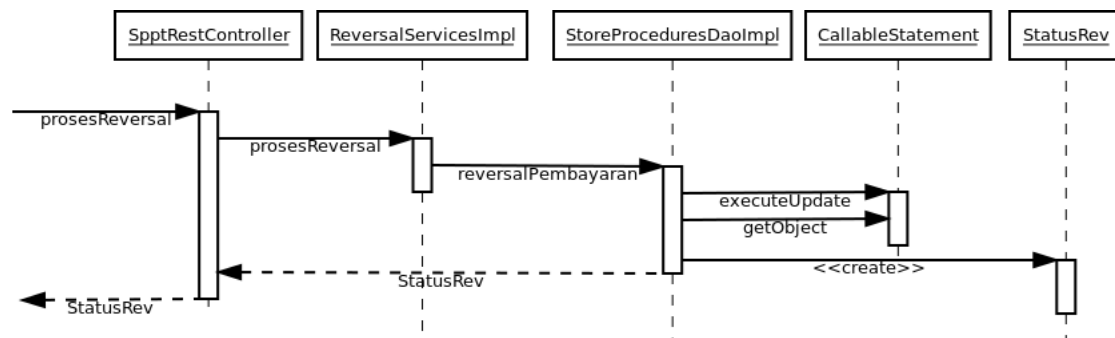 SpptRestController
ReversalServicesImpl
StoreProceduresDaoImpl
CallableStatement
StatusRev
prosesReversal
prosesReversal
reversalPembayaran
executeUpdate
getObject
<<create>>
StatusRev
StatusRev